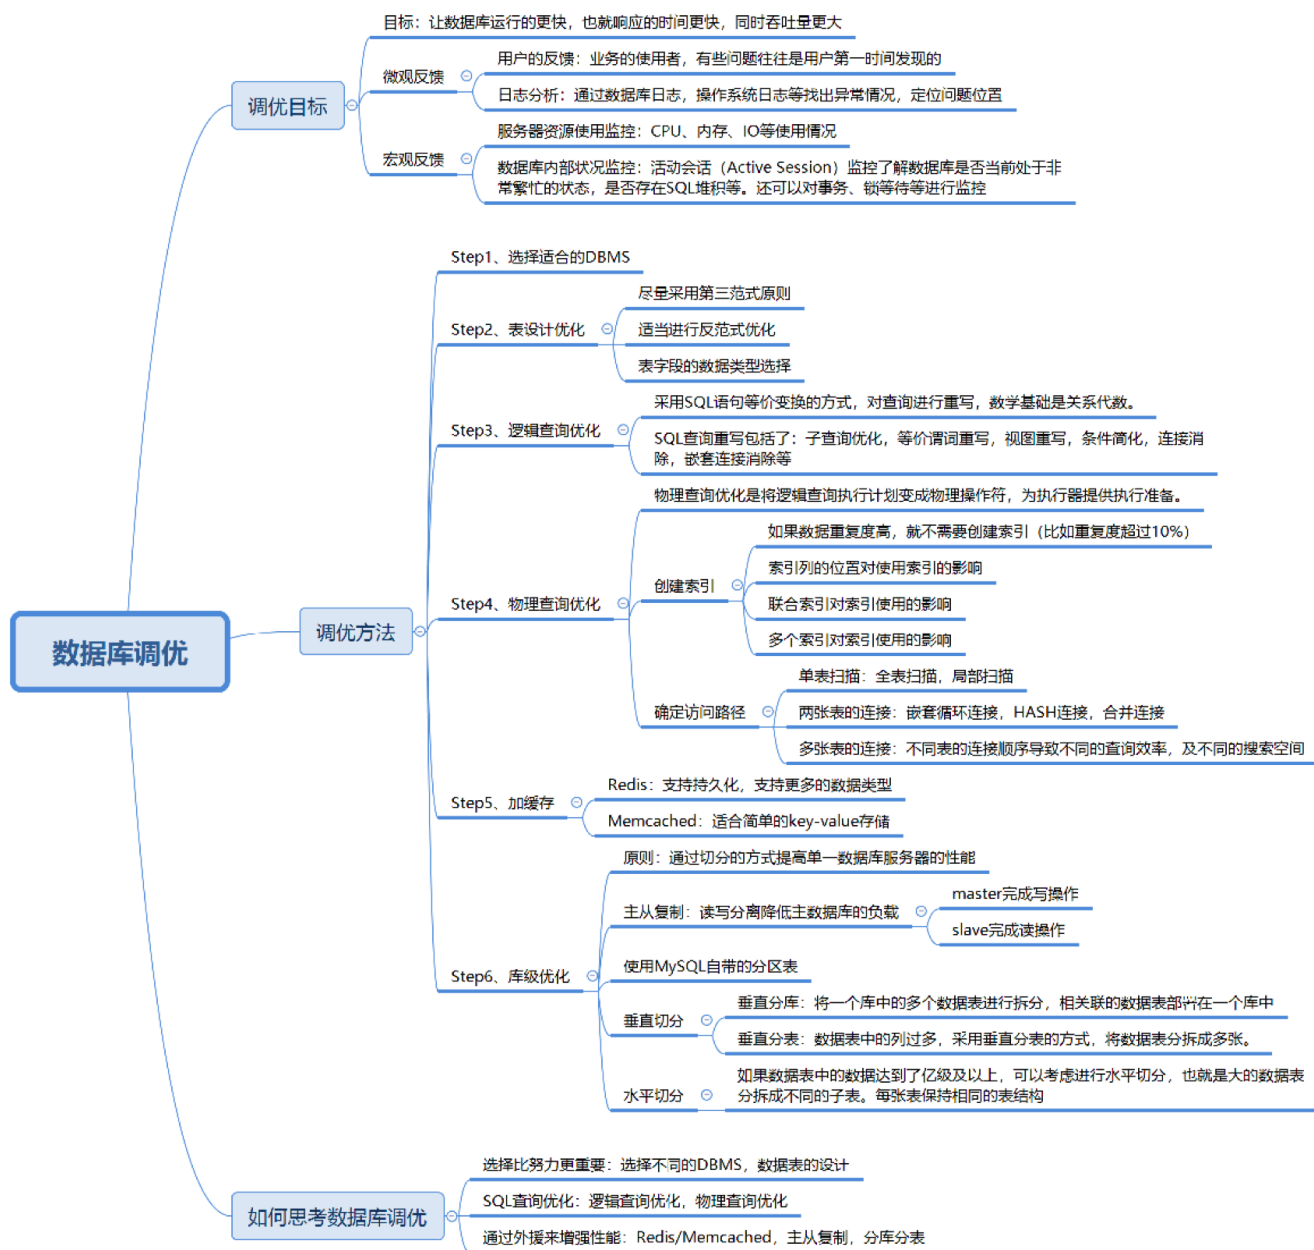 目标：让数据库运行的更快，也就响应的时间更快，同时吞吐量更大
用户的反馈：业务的使用者，有些问题往往是用户第一时间发现的
微观反馈
日志分析：通过数据库日志，操作系统日志等找出异常情况，定位问题位置
调优目标
服务器资源使用监控：CPU、内存、IO等使用情况
宏观反馈
数据库内部状况监控：活动会话（Active Session）监控了解数据库是否当前处于非
常繁忙的状态，是否存在SQL堆积等。还可以对事务、锁等待等进行监控
Step1、选择适合的DBMS
尽量采用第三范式原则
Step2、表设计优化
适当进行反范式优化
表字段的数据类型选择
采用SQL语句等价变换的方式，对查询进行重写，数学基础是关系代数。
Step3、逻辑查询优化
SQL查询重写包括了：子查询优化，等价谓词重写，视图重写，条件简化，连接消
除，嵌套连接消除等
物理查询优化是将逻辑查询执行计划变成物理操作符，为执行器提供执行准备。
如果数据重复度高，就不需要创建索引（比如重复度超过10%）
索引列的位置对使用索引的影响
创建索引
Step4、物理查询优化
联合索引对索引使用的影响
多个索引对索引使用的影响
单表扫描：全表扫描，局部扫描
确定访问路径
两张表的连接：嵌套循环连接，HASH连接，合并连接
多张表的连接：不同表的连接顺序导致不同的查询效率，及不同的搜索空间
数据库调优
调优方法
Redis：支持持久化，支持更多的数据类型
Step5、加缓存
Memcached：适合简单的key-value存储
原则：通过切分的方式提高单一数据库服务器的性能
master完成写操作
主从复制：读写分离降低主数据库的负载
slave完成读操作
Step6、库级优化
使用MySQL自带的分区表
垂直分库：将一个库中的多个数据表进行拆分，相关联的数据表部署在一个库中
垂直切分
垂直分表：数据表中的列过多，采用垂直分表的方式，将数据表分拆成多张。
如果数据表中的数据达到了亿级及以上，可以考虑进行水平切分，也就是大的数据表
水平切分
分拆成不同的子表。每张表保持相同的表结构
选择比努力更重要：选择不同的DBMS，数据表的设计
如何思考数据库调优
SQL查询优化：逻辑查询优化，物理查询优化
通过外援来增强性能：Redis/Memcached，主从复制，分库分表